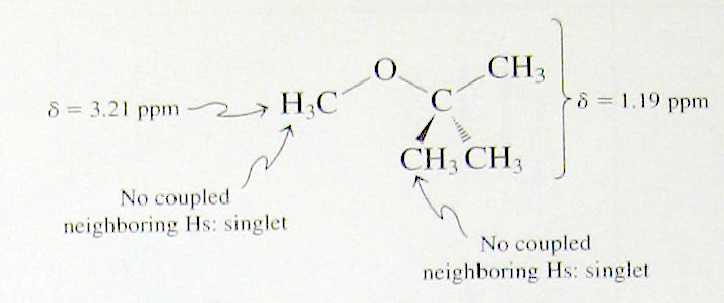 O
CH₃
δ = 3.21 ppm
H₃C
C
δ = 1.19 ppm
CH₃ CH₃
No coupled
neighboring Hs: singlet
No coupled
neighboring Hs: singlet